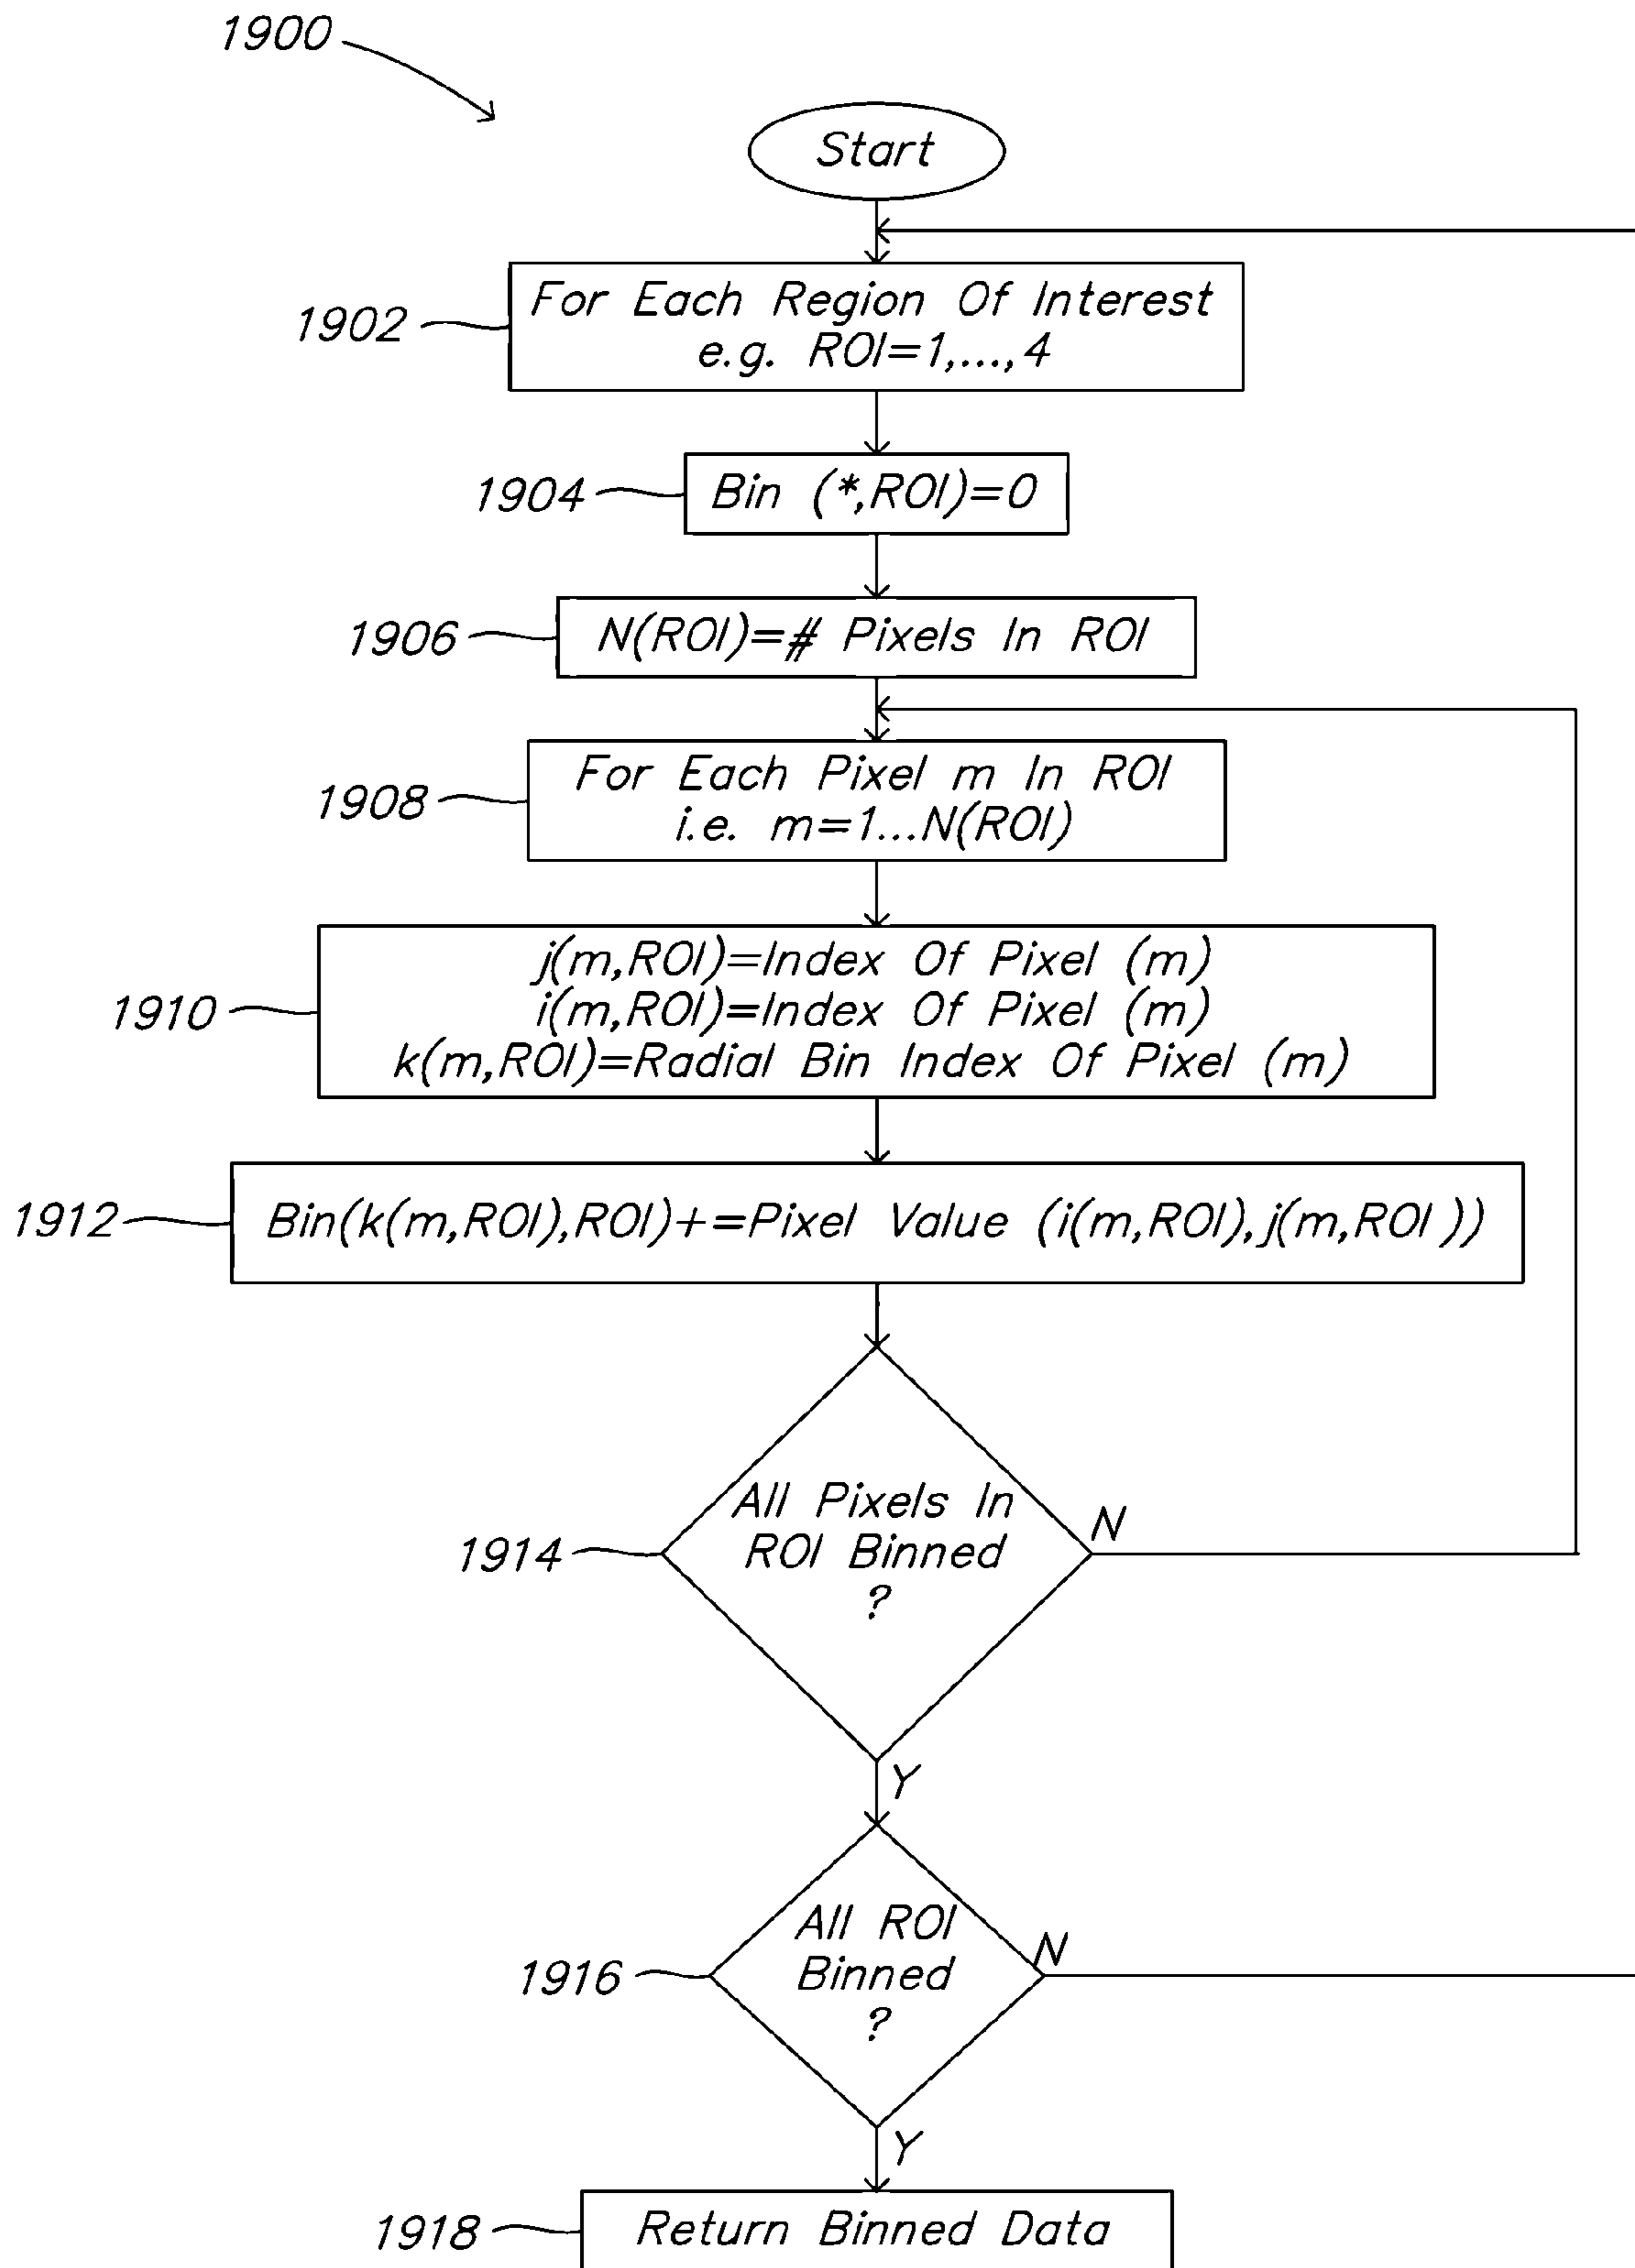 1900
Start
1902
For Each Region Of Interest
e.g. ROI=1,...,4
1904
Bin (*,ROI)=0
1906
N(ROI)=# Pixels In ROI
1908
For Each Pixel m In ROI
i.e. m=1...N(ROI)
1910
j(m,ROI)=Index Of Pixel (m)
i(m,ROI)=Index Of Pixel (m)
k(m,ROI)=Radial Bin Index Of Pixel (m)
1912
Bin(k(m,ROI),ROI)+=Pixel Value (i(m,ROI),j(m,ROI))
1914
All Pixels In
ROI Binned
?
N
Y
1916
All ROI
Binned
?
N
Y
1918
Return Binned Data